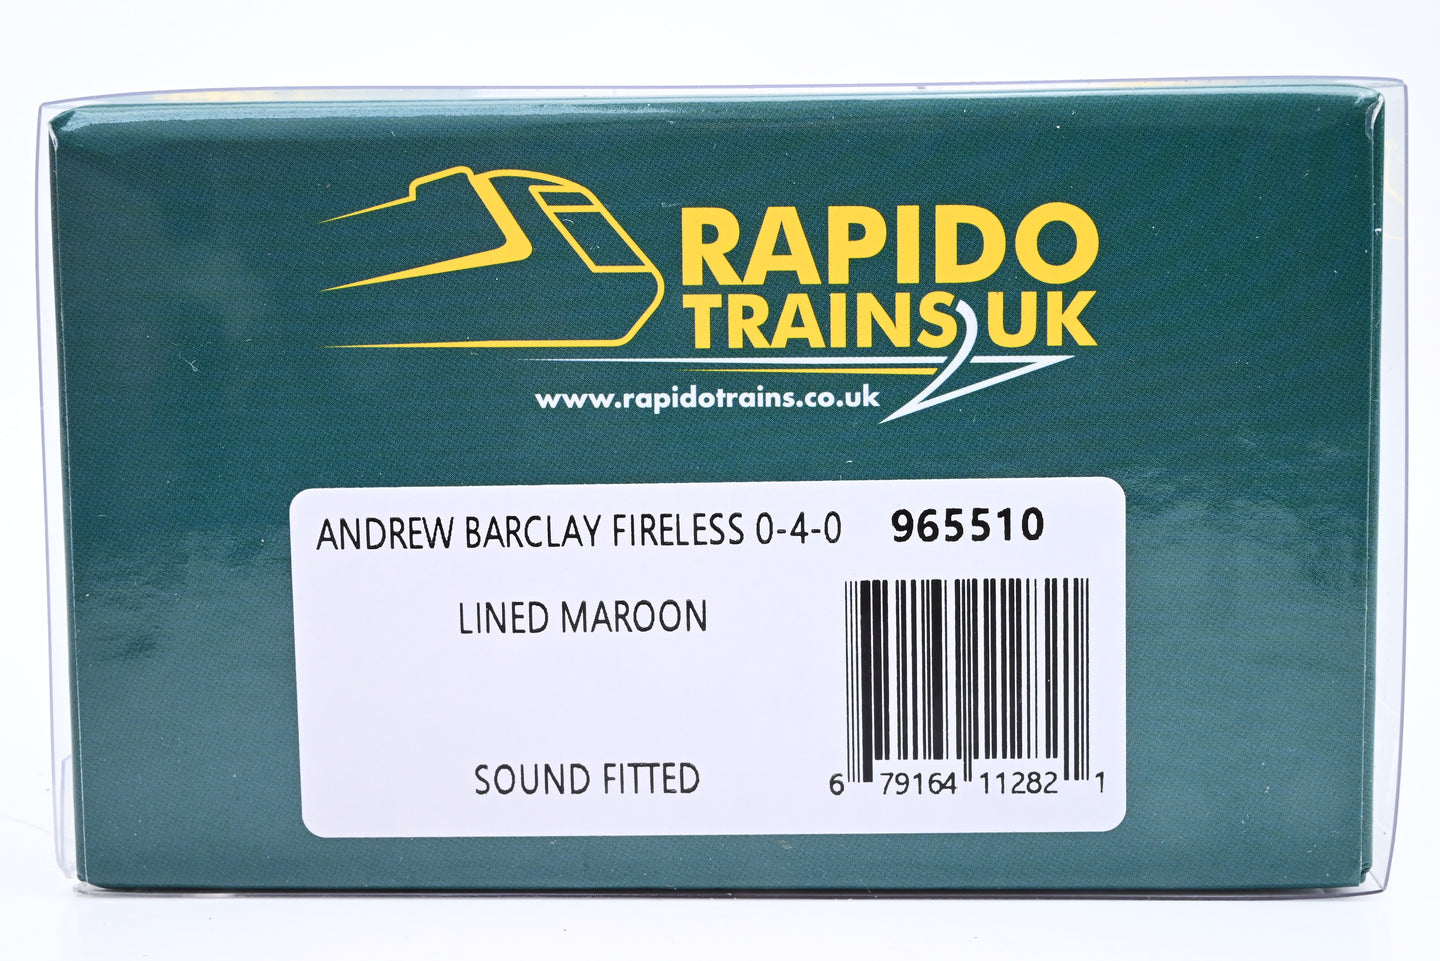 RAPIDO
TRAINS UK
www.rapidotrains.co.uk
ANDREW BARCLAY FIRELESS 0-4-0 965510
LINED MAROON
SOUND FITTED
6 79164 11282 1